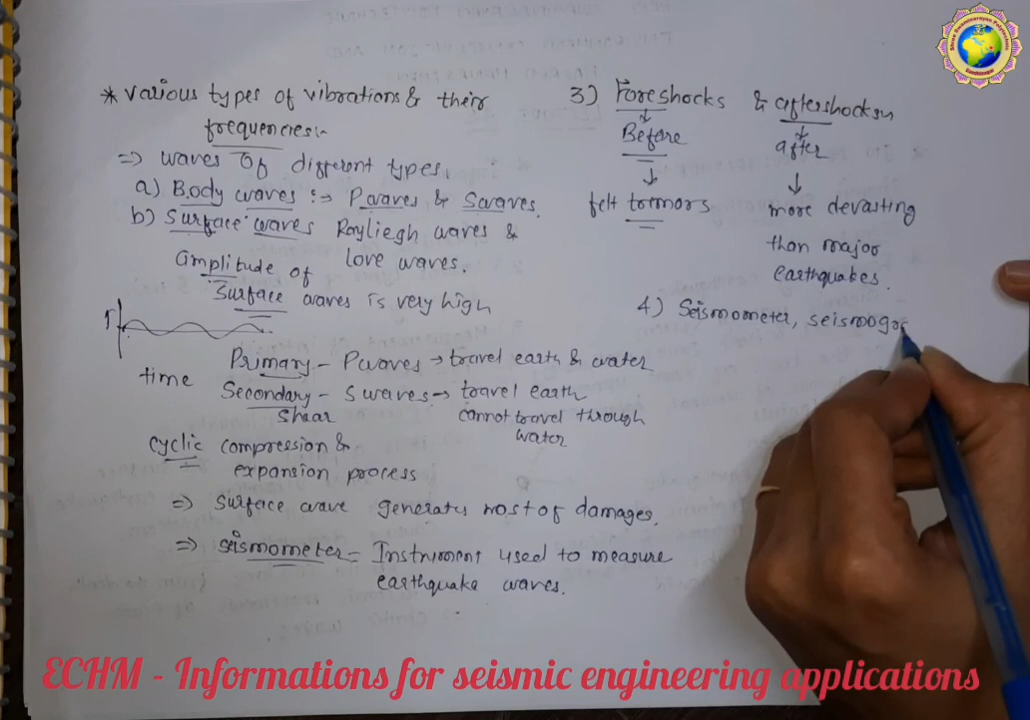 * Various types of vibrations & their
frequencies:-
⇒ waves of different types.
a) Body waves :⇒ P waves & S waves.
b) Surface waves Rayliegh waves &
love waves.
amplitude of
Surface waves is very high
time
Primary - P waves → travel earth & water
Secondary - S waves → travel earth
Shear cannot travel through
water
cyclic compression &
expansion process
⇒ Surface wave generates most of damages.
⇒ Seismometer = Instrument used to measure
earthquake waves.
3) Foreshocks & aftershocks
↓ ↓
Before after
↓ ↓
felt tremors more devasting
than major
earthquakes.
4) Seismometer, seismogr
Shree Swaminarayan Polytechnic
Gandhinagar
ECHM - Informations for seismic engineering applications